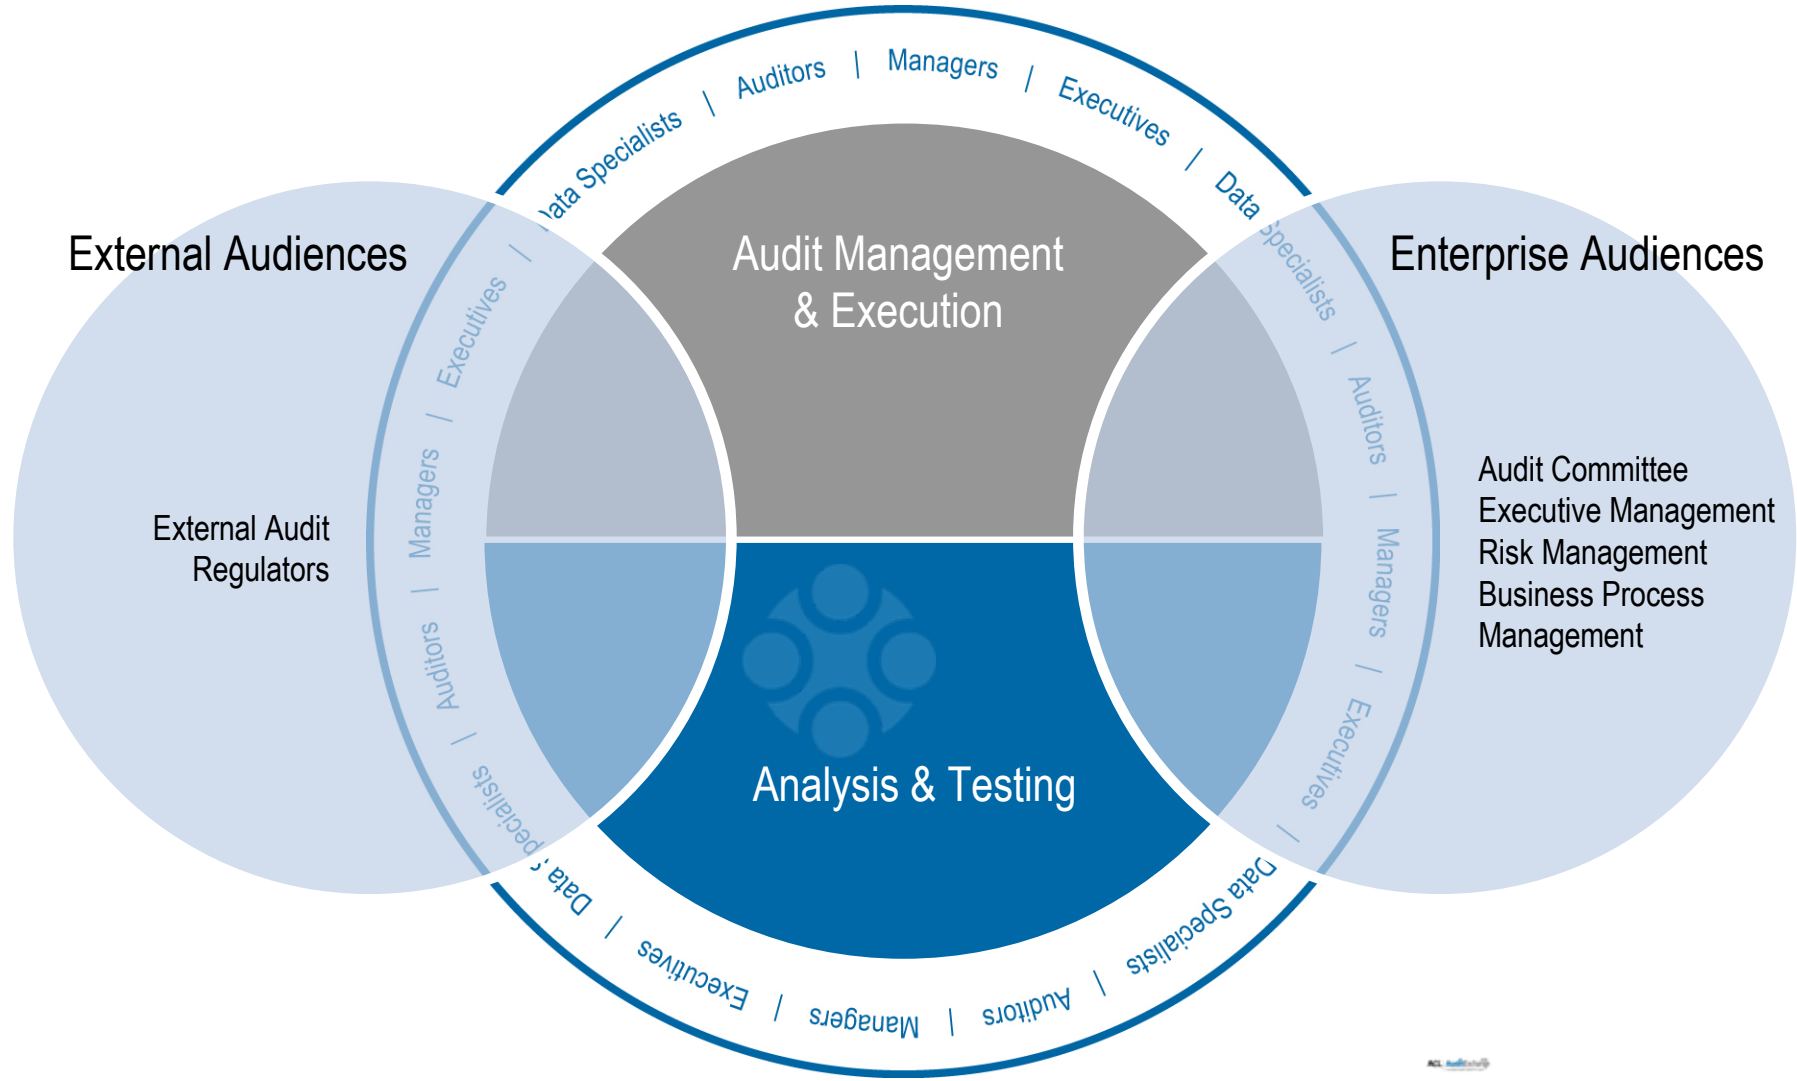 External Audiences
External Audit
Regulators
Audit Management
& Execution
Analysis & Testing
Enterprise Audiences
Audit Committee
Executive Management
Risk Management
Business Process
Management
Data Specialists | Auditors | Managers | Executives | Data Specialists | Auditors | Managers | Executives | Data Specialists | Auditors | Managers | Executives | Data Specialists | Auditors | Managers | Executives |
ACL